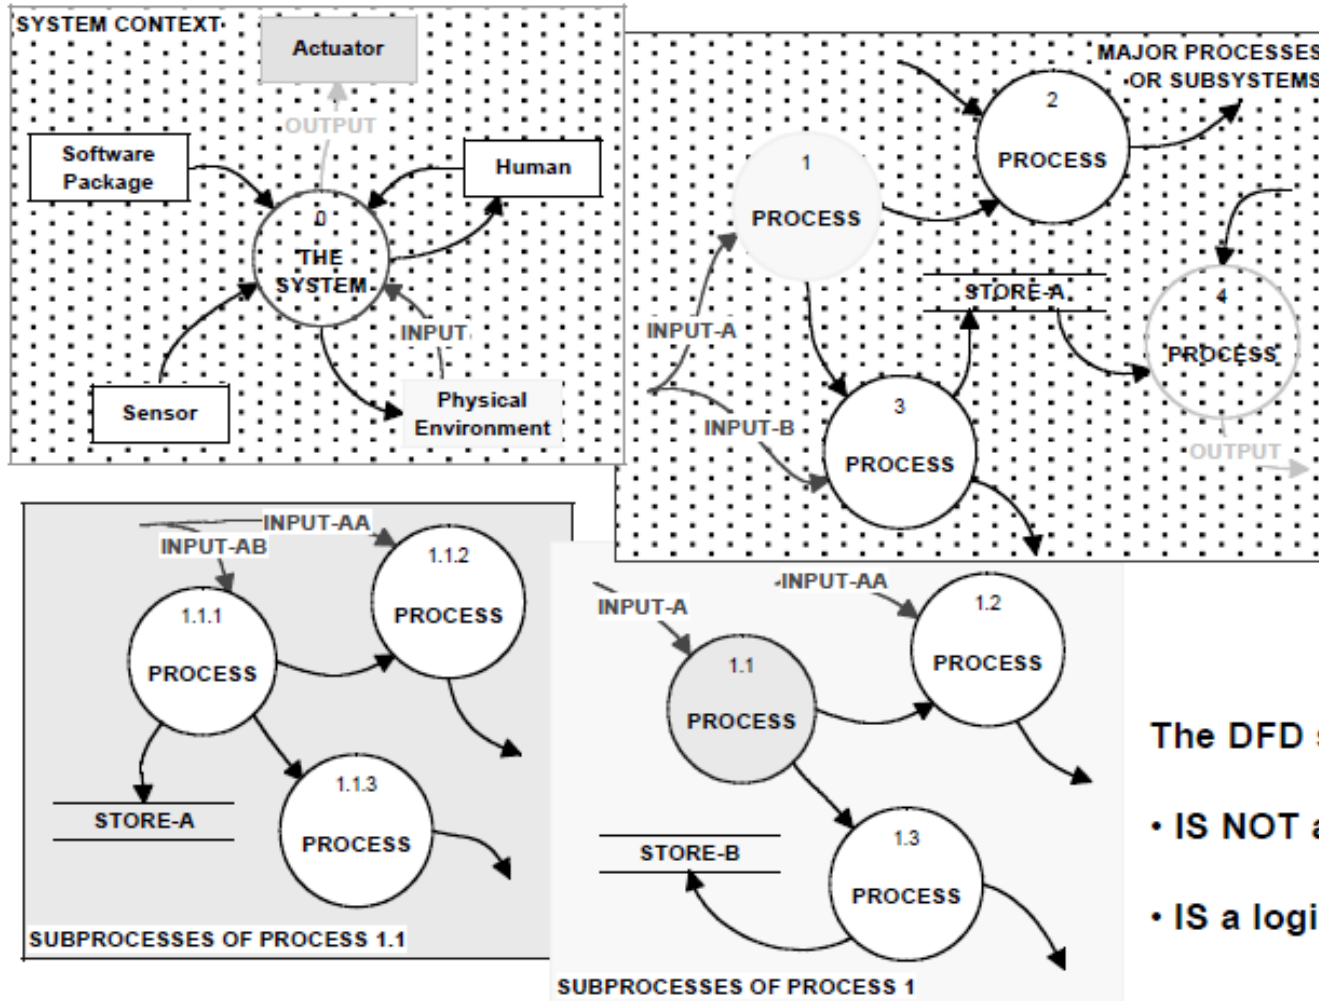 SYSTEM CONTEXT
Actuator
OUTPUT
Software
Package
Human
0
THE
SYSTEM
INPUT
Sensor
Physical
Environment
MAJOR PROCESSES
OR SUBSYSTEMS
2
PROCESS
1
PROCESS
STORE-A
4
PROCESS
INPUT-A
3
PROCESS
INPUT-B
OUTPUT
INPUT-AA
INPUT-AB
1.1.2
PROCESS
1.1.1
PROCESS
1.1.3
PROCESS
STORE-A
SUBPROCESSES OF PROCESS 1.1
INPUT-AA
INPUT-A
1.2
PROCESS
1.1
PROCESS
STORE-B
1.3
PROCESS
SUBPROCESSES OF PROCESS 1
The DFD
• IS NOT a
• IS a logi